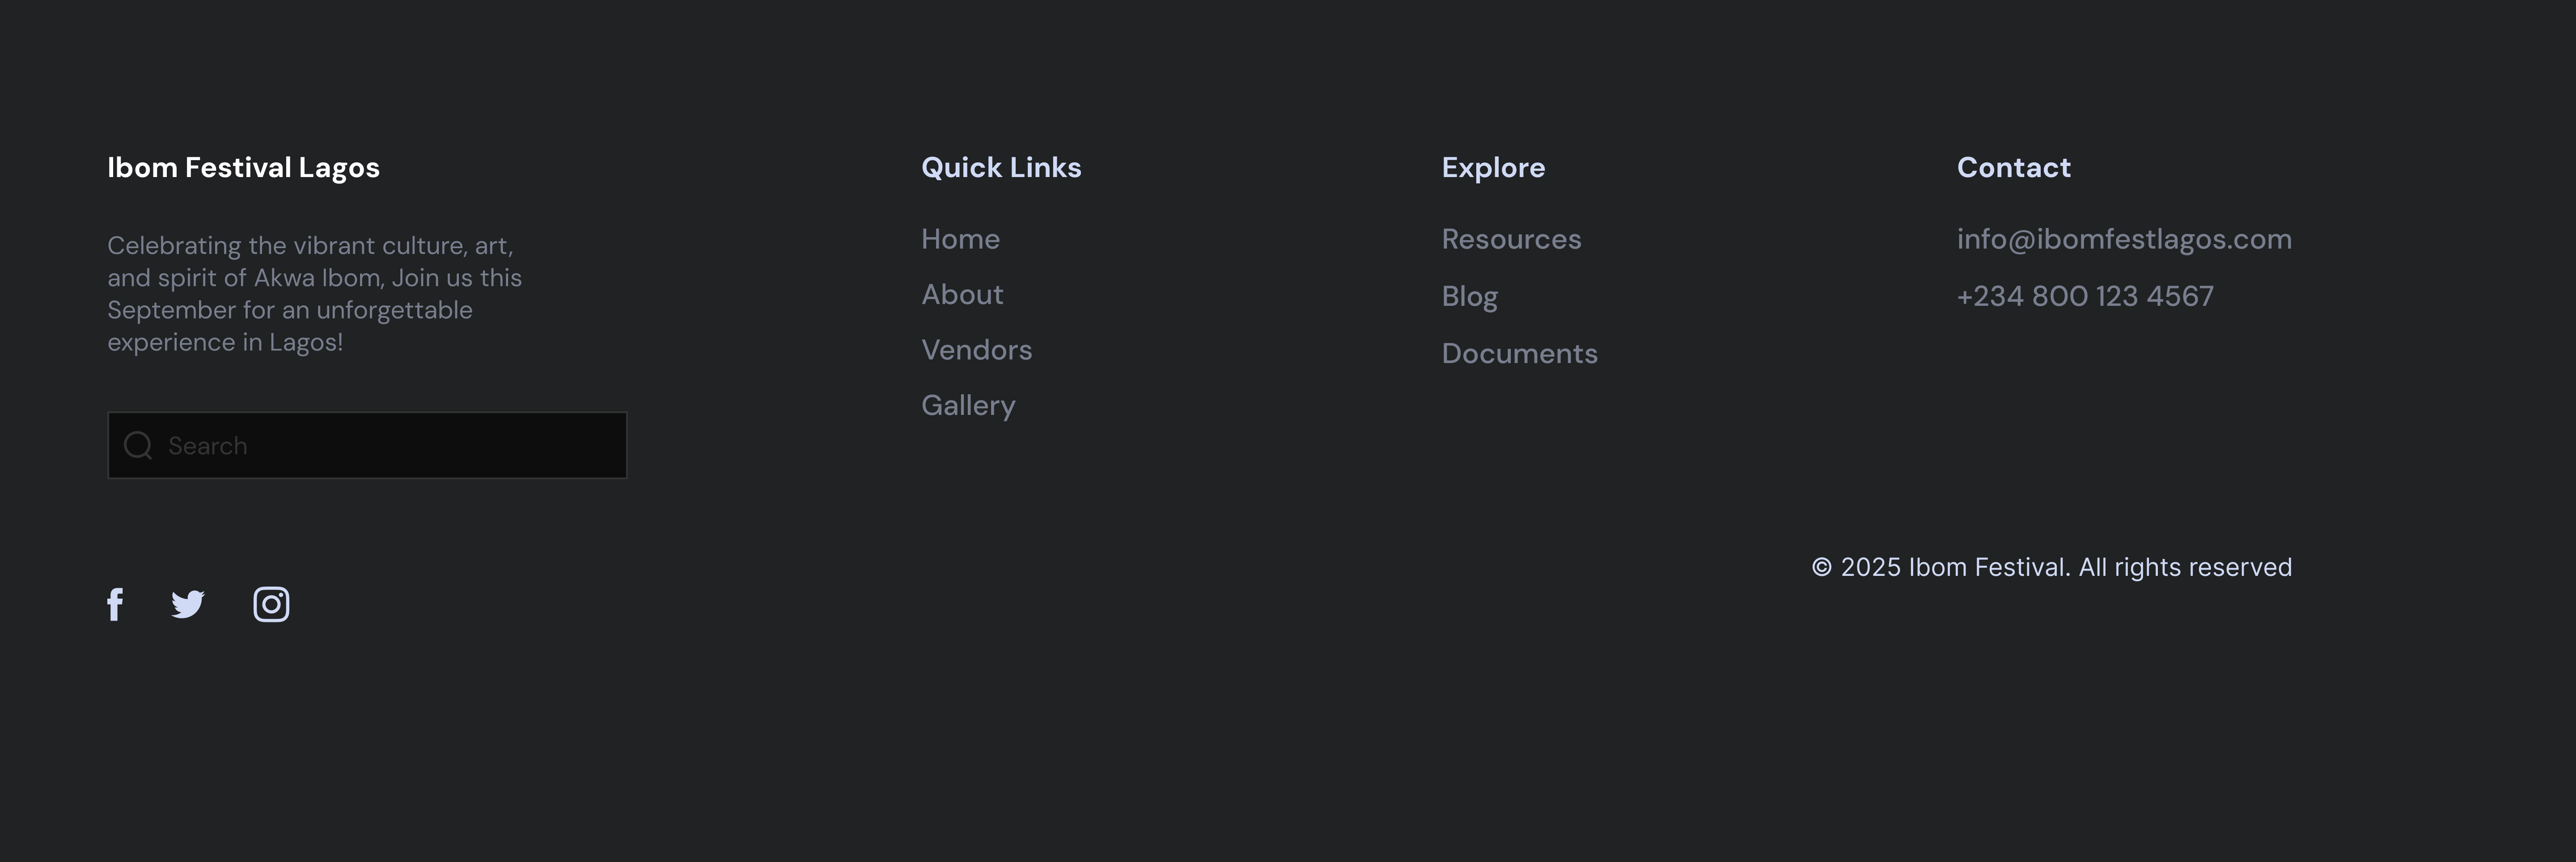 Ibom Festival Lagos
Celebrating the vibrant culture, art,
and spirit of Akwa Ibom, Join us this
September for an unforgettable
experience in Lagos!
Search
Quick Links
Home
About
Vendors
Gallery
Explore
Resources
Blog
Documents
Contact
info@ibomfestlagos.com
+234 800 123 4567
© 2025 Ibom Festival. All rights reserved